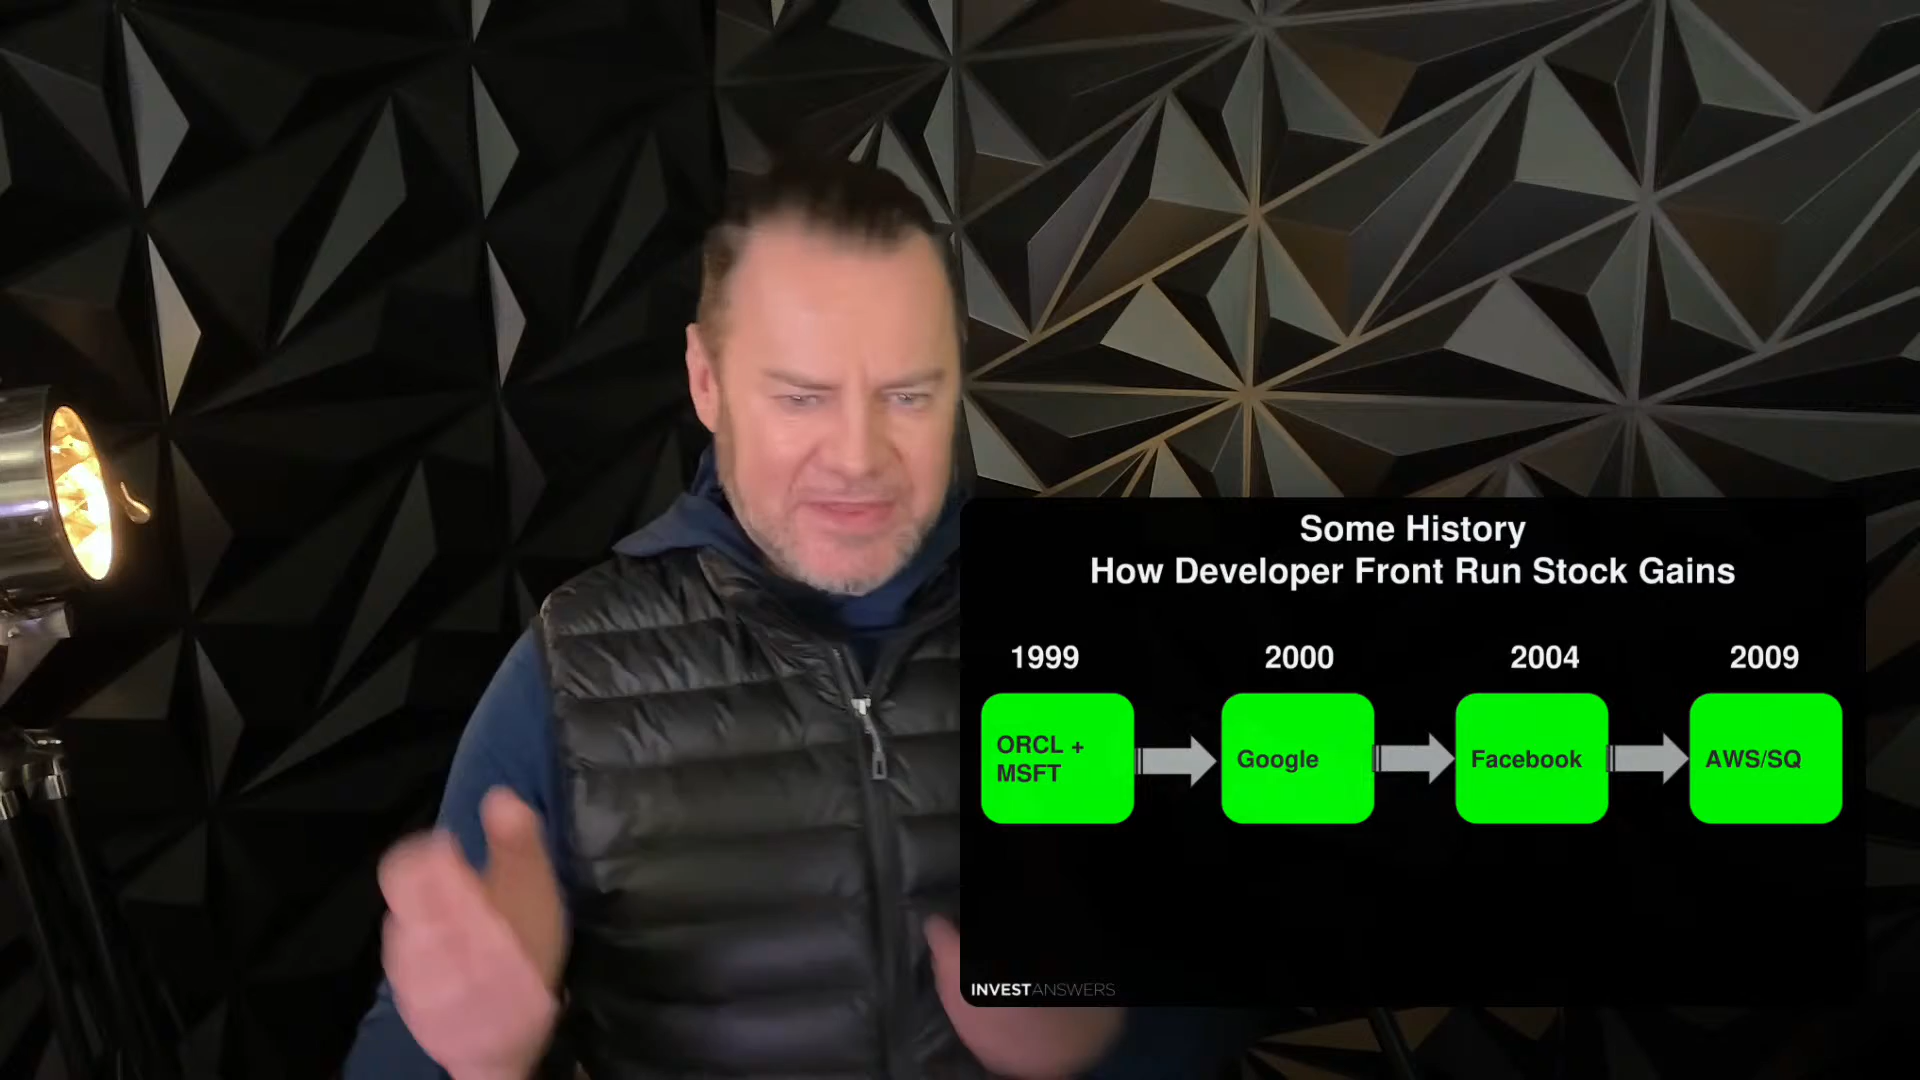 Some History
How Developer Front Run Stock Gains
1999
2000
2004
2009
ORCL +
MSFT
Google
Facebook
AWS/SQ
INVESTANSWERS